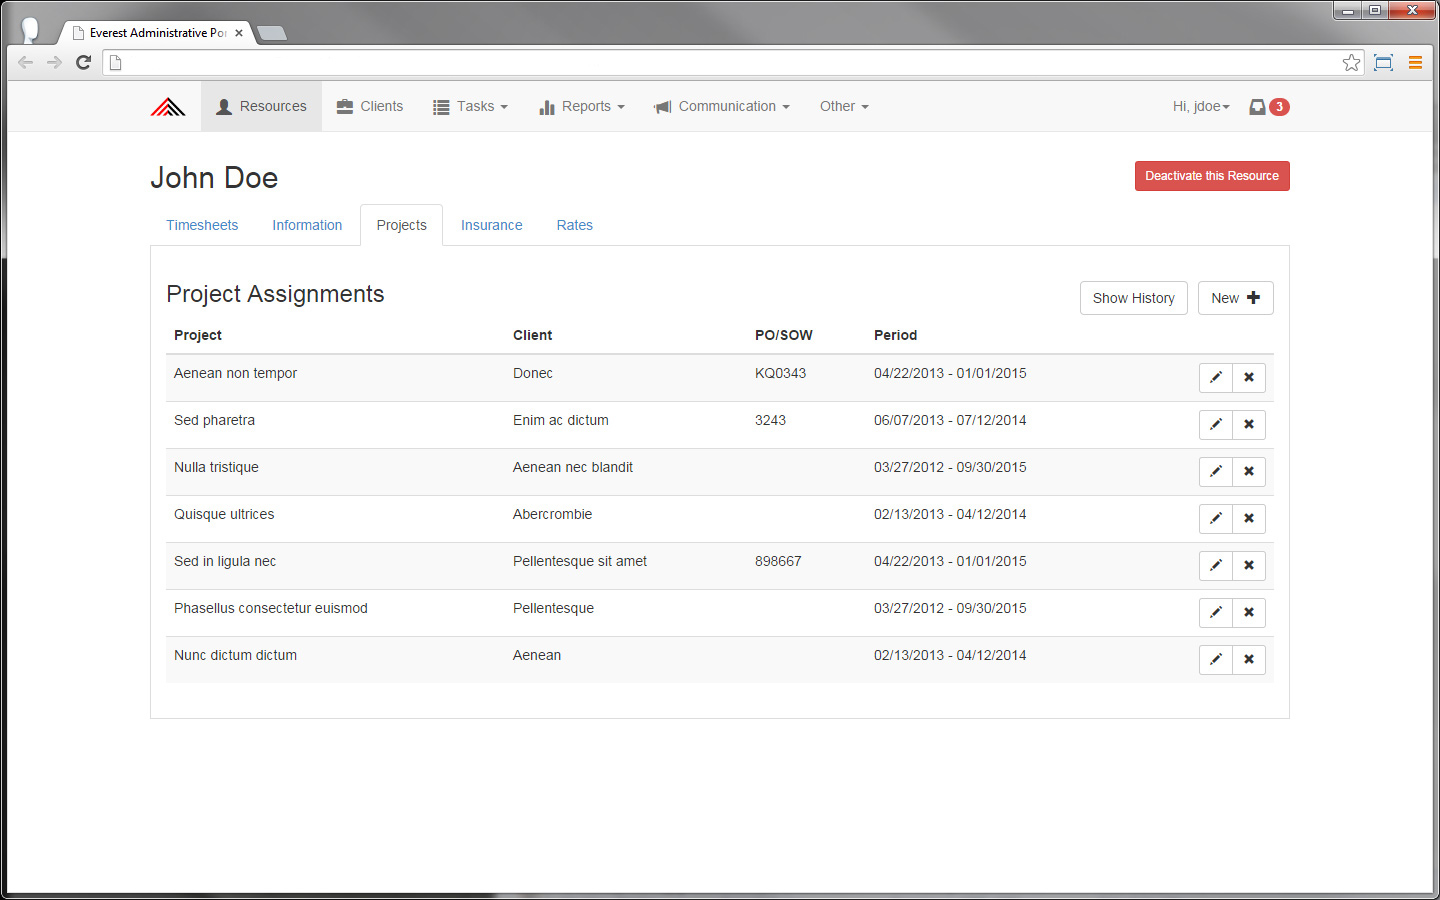 Everest Administrative Por
Resources Clients Tasks Reports Communication Other Hi, jdoe 3
John Doe Deactivate this Resource
Timesheets Information Projects Insurance Rates
Project Assignments Show History New
Project Client PO/SOW Period
Aenean non tempor Donec KQ0343 04/22/2013 - 01/01/2015
Sed pharetra Enim ac dictum 3243 06/07/2013 - 07/12/2014
Nulla tristique Aenean nec blandit 03/27/2012 - 09/30/2015
Quisque ultrices Abercrombie 02/13/2013 - 04/12/2014
Sed in ligula nec Pellentesque sit amet 898667 04/22/2013 - 01/01/2015
Phasellus consectetur euismod Pellentesque 03/27/2012 - 09/30/2015
Nunc dictum dictum Aenean 02/13/2013 - 04/12/2014